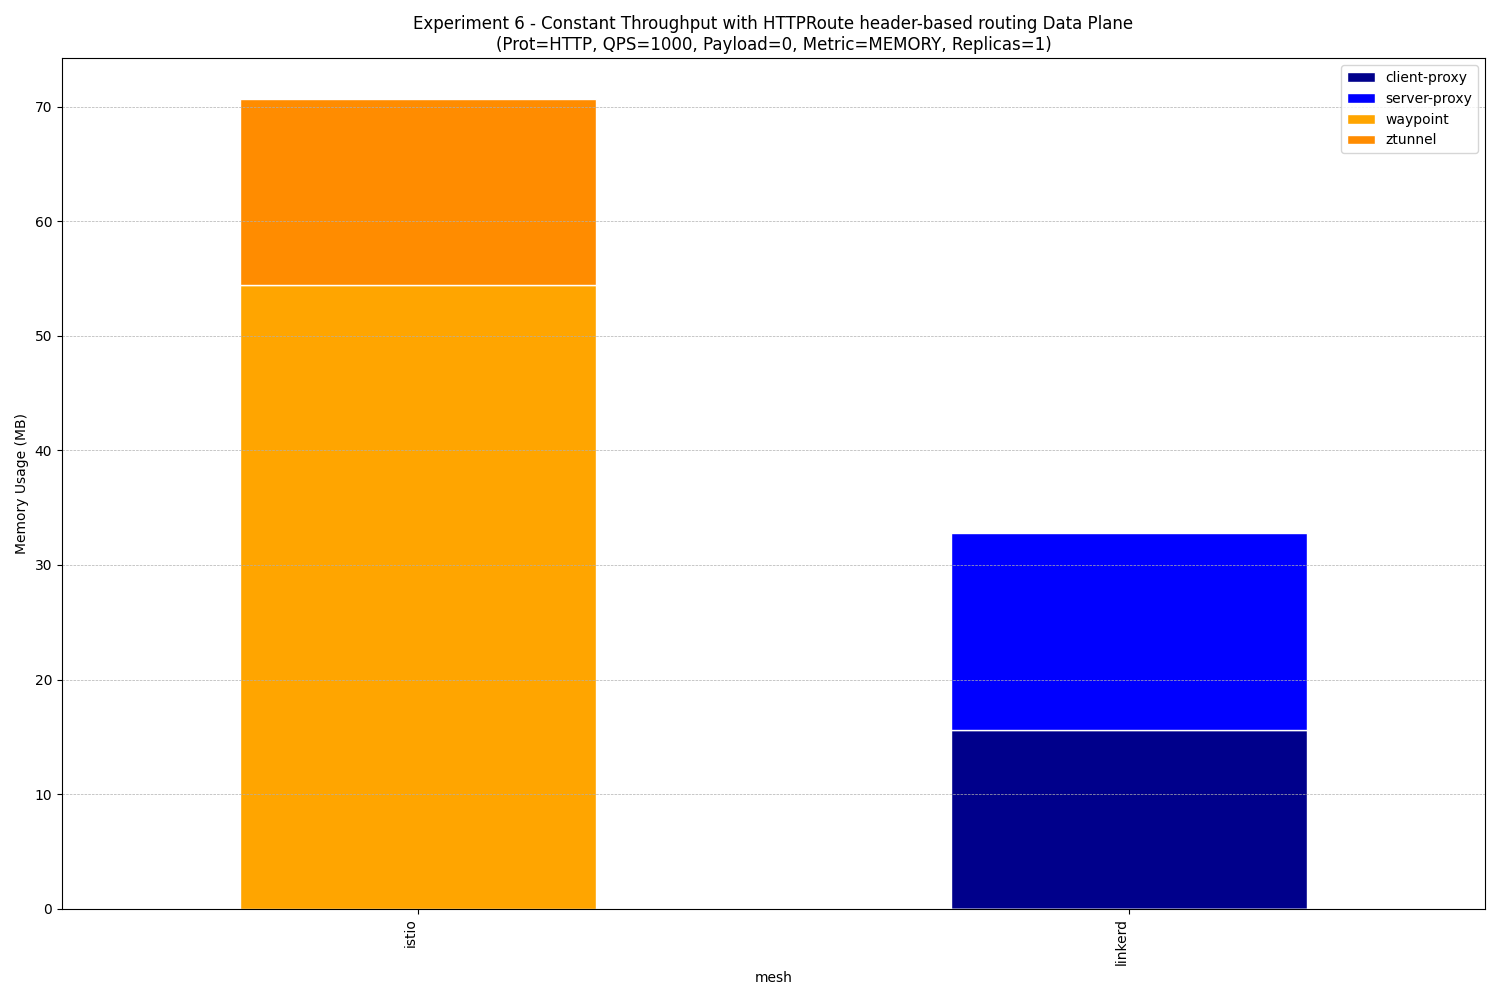 Experiment 6 - Constant Throughput with HTTPRoute header-based routing Data Plane
(Prot=HTTP, QPS=1000, Payload=0, Metric=MEMORY, Replicas=1)
client-proxy
server-proxy
waypoint
ztunnel
Memory Usage (MB)
70
60
50
40
30
20
10
0
istio
linkerd
mesh